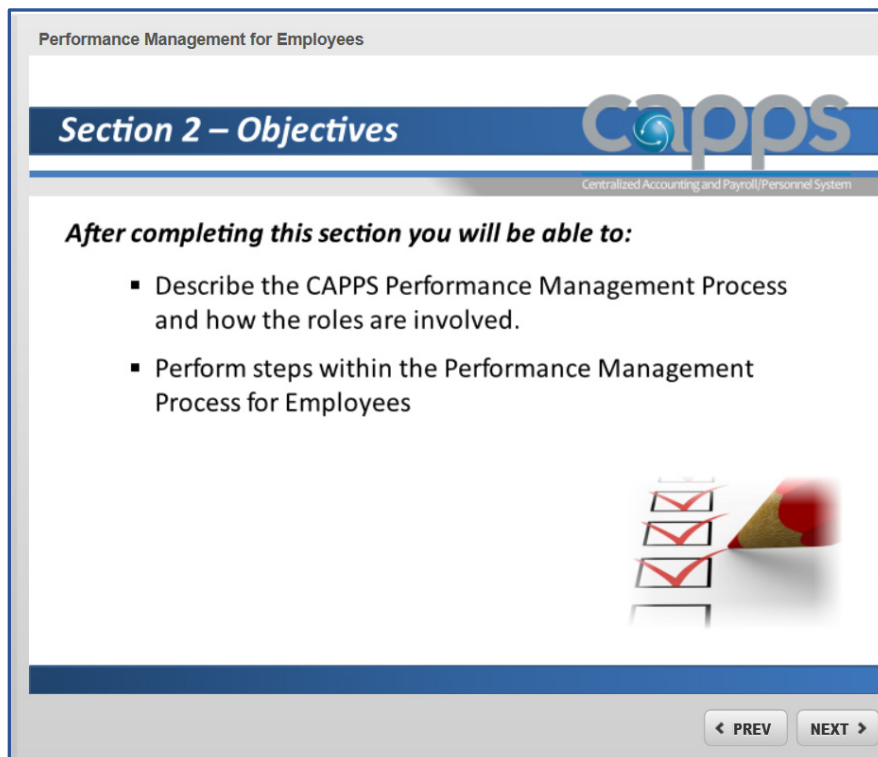 Performance Management for Employees
Section 2 – Objectives
capps
Centralized Accounting and Payroll/Personnel System
After completing this section you will be able to:
▪ Describe the CAPPS Performance Management Process
and how the roles are involved.
▪ Perform steps within the Performance Management
Process for Employees
< PREV
NEXT >